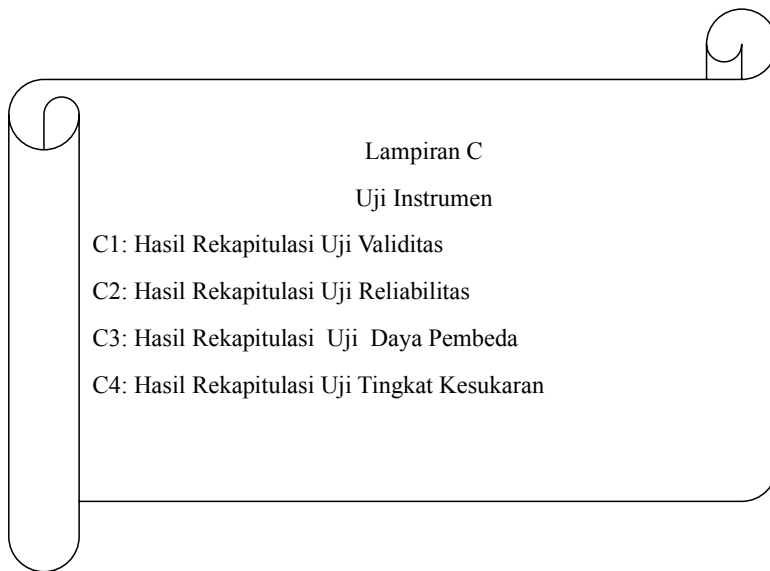 Lampiran C
Uji Instrumen
C1: Hasil Rekapitulasi Uji Validitas
C2: Hasil Rekapitulasi Uji Reliabilitas
C3: Hasil Rekapitulasi  Uji  Daya Pembeda
C4: Hasil Rekapitulasi Uji Tingkat Kesukaran